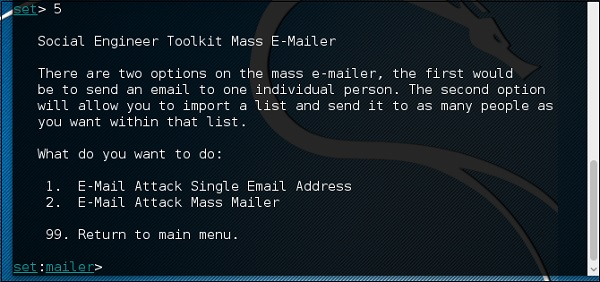 set> 5
Social Engineer Toolkit Mass E-Mailer
There are two options on the mass e-mailer, the first would
be to send an email to one individual person. The second option
will allow you to import a list and send it to as many people as
you want within that list.
What do you want to do:
1.  E-Mail Attack Single Email Address
2.  E-Mail Attack Mass Mailer
99. Return to main menu.
set:mailer>